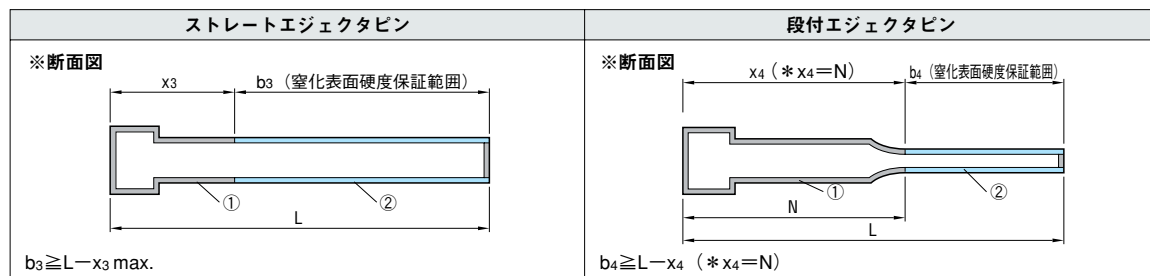 ストレートエジェクタピン
段付エジェクタピン
※断面図
x3
b3（窒化表面硬度保証範囲）
①
②
L
b3≧L−x3 max.
※断面図
x4（＊x4＝N）
b4（窒化表面硬度保証範囲）
①
②
N
L
b4≧L−x4（＊x4＝N）